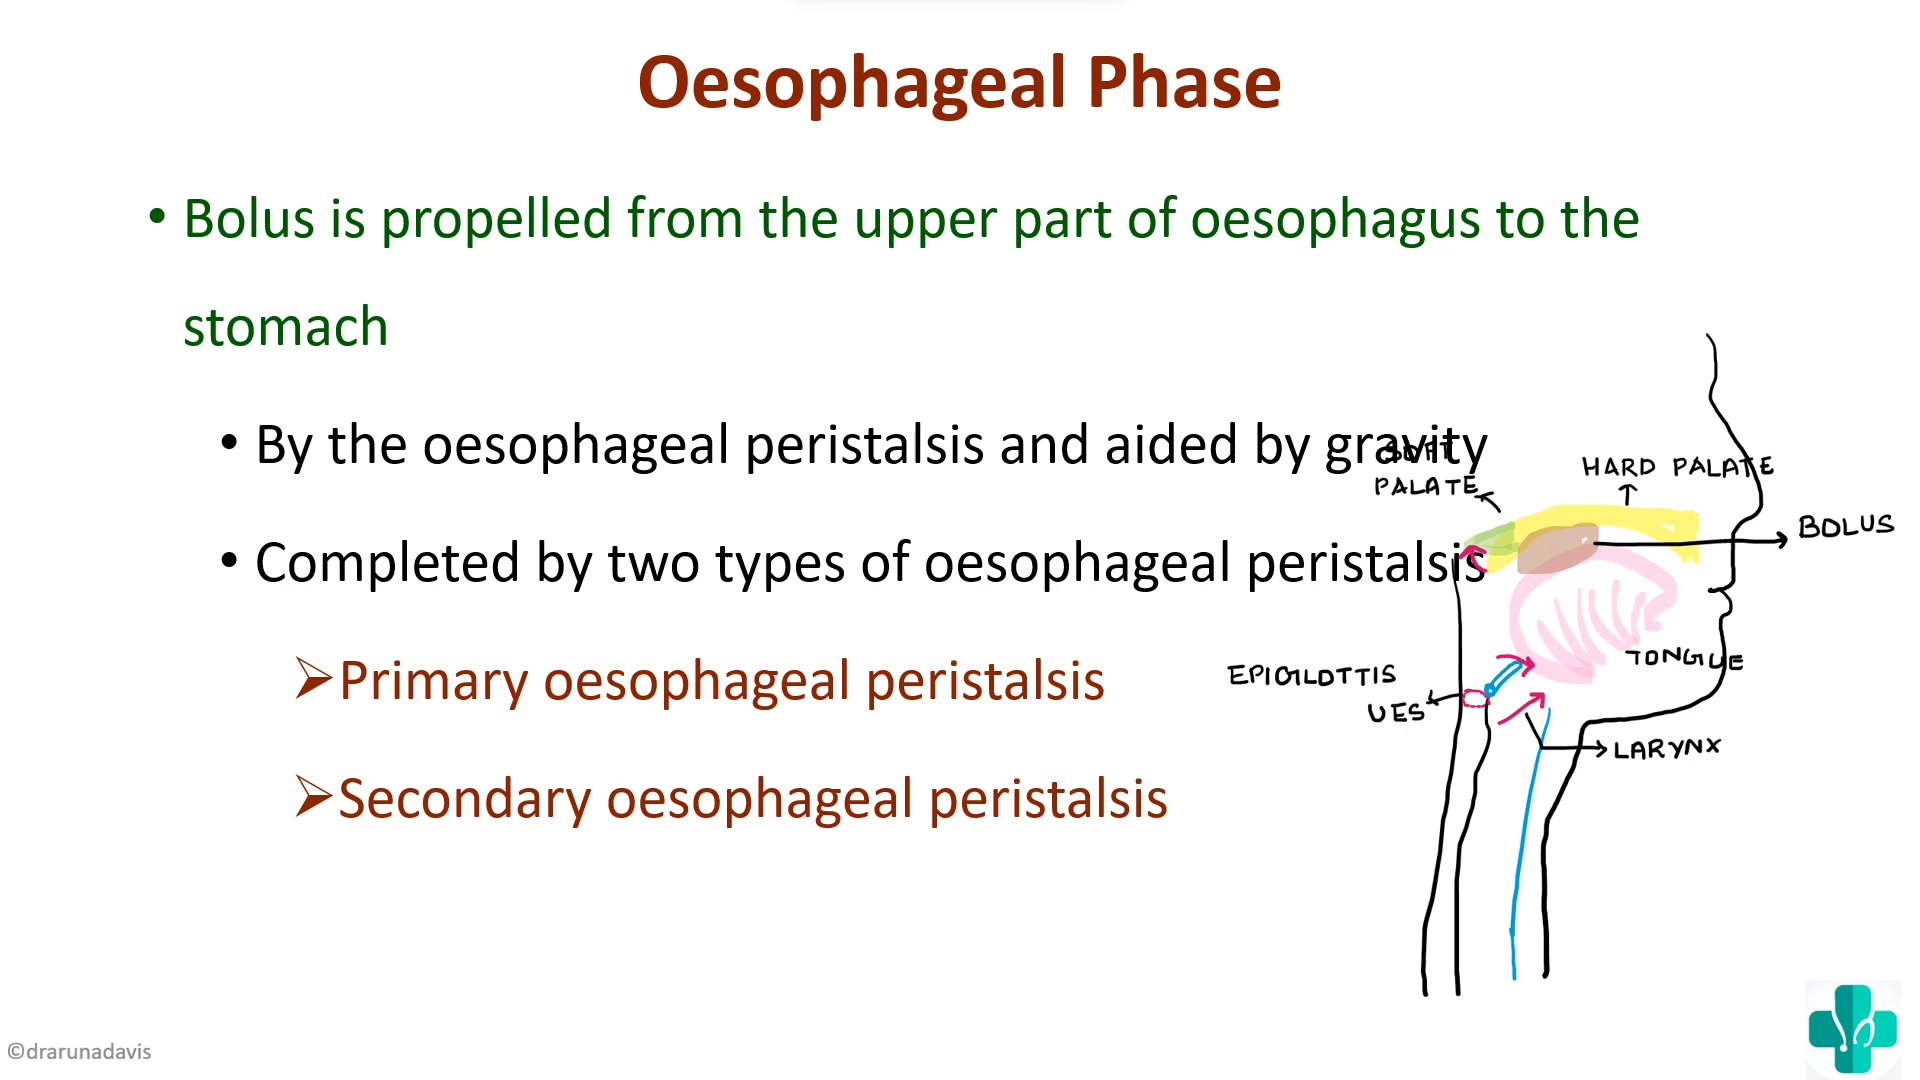 Oesophageal Phase
• Bolus is propelled from the upper part of oesophagus to the
stomach
• By the oesophageal peristalsis and aided by gravity
• Completed by two types of oesophageal peristalsis
➢Primary oesophageal peristalsis
➢Secondary oesophageal peristalsis
SOFT
PALATE
HARD PALATE
BOLUS
TONGUE
EPIGLOTTIS
UES
LARYNX
©drarunadavis